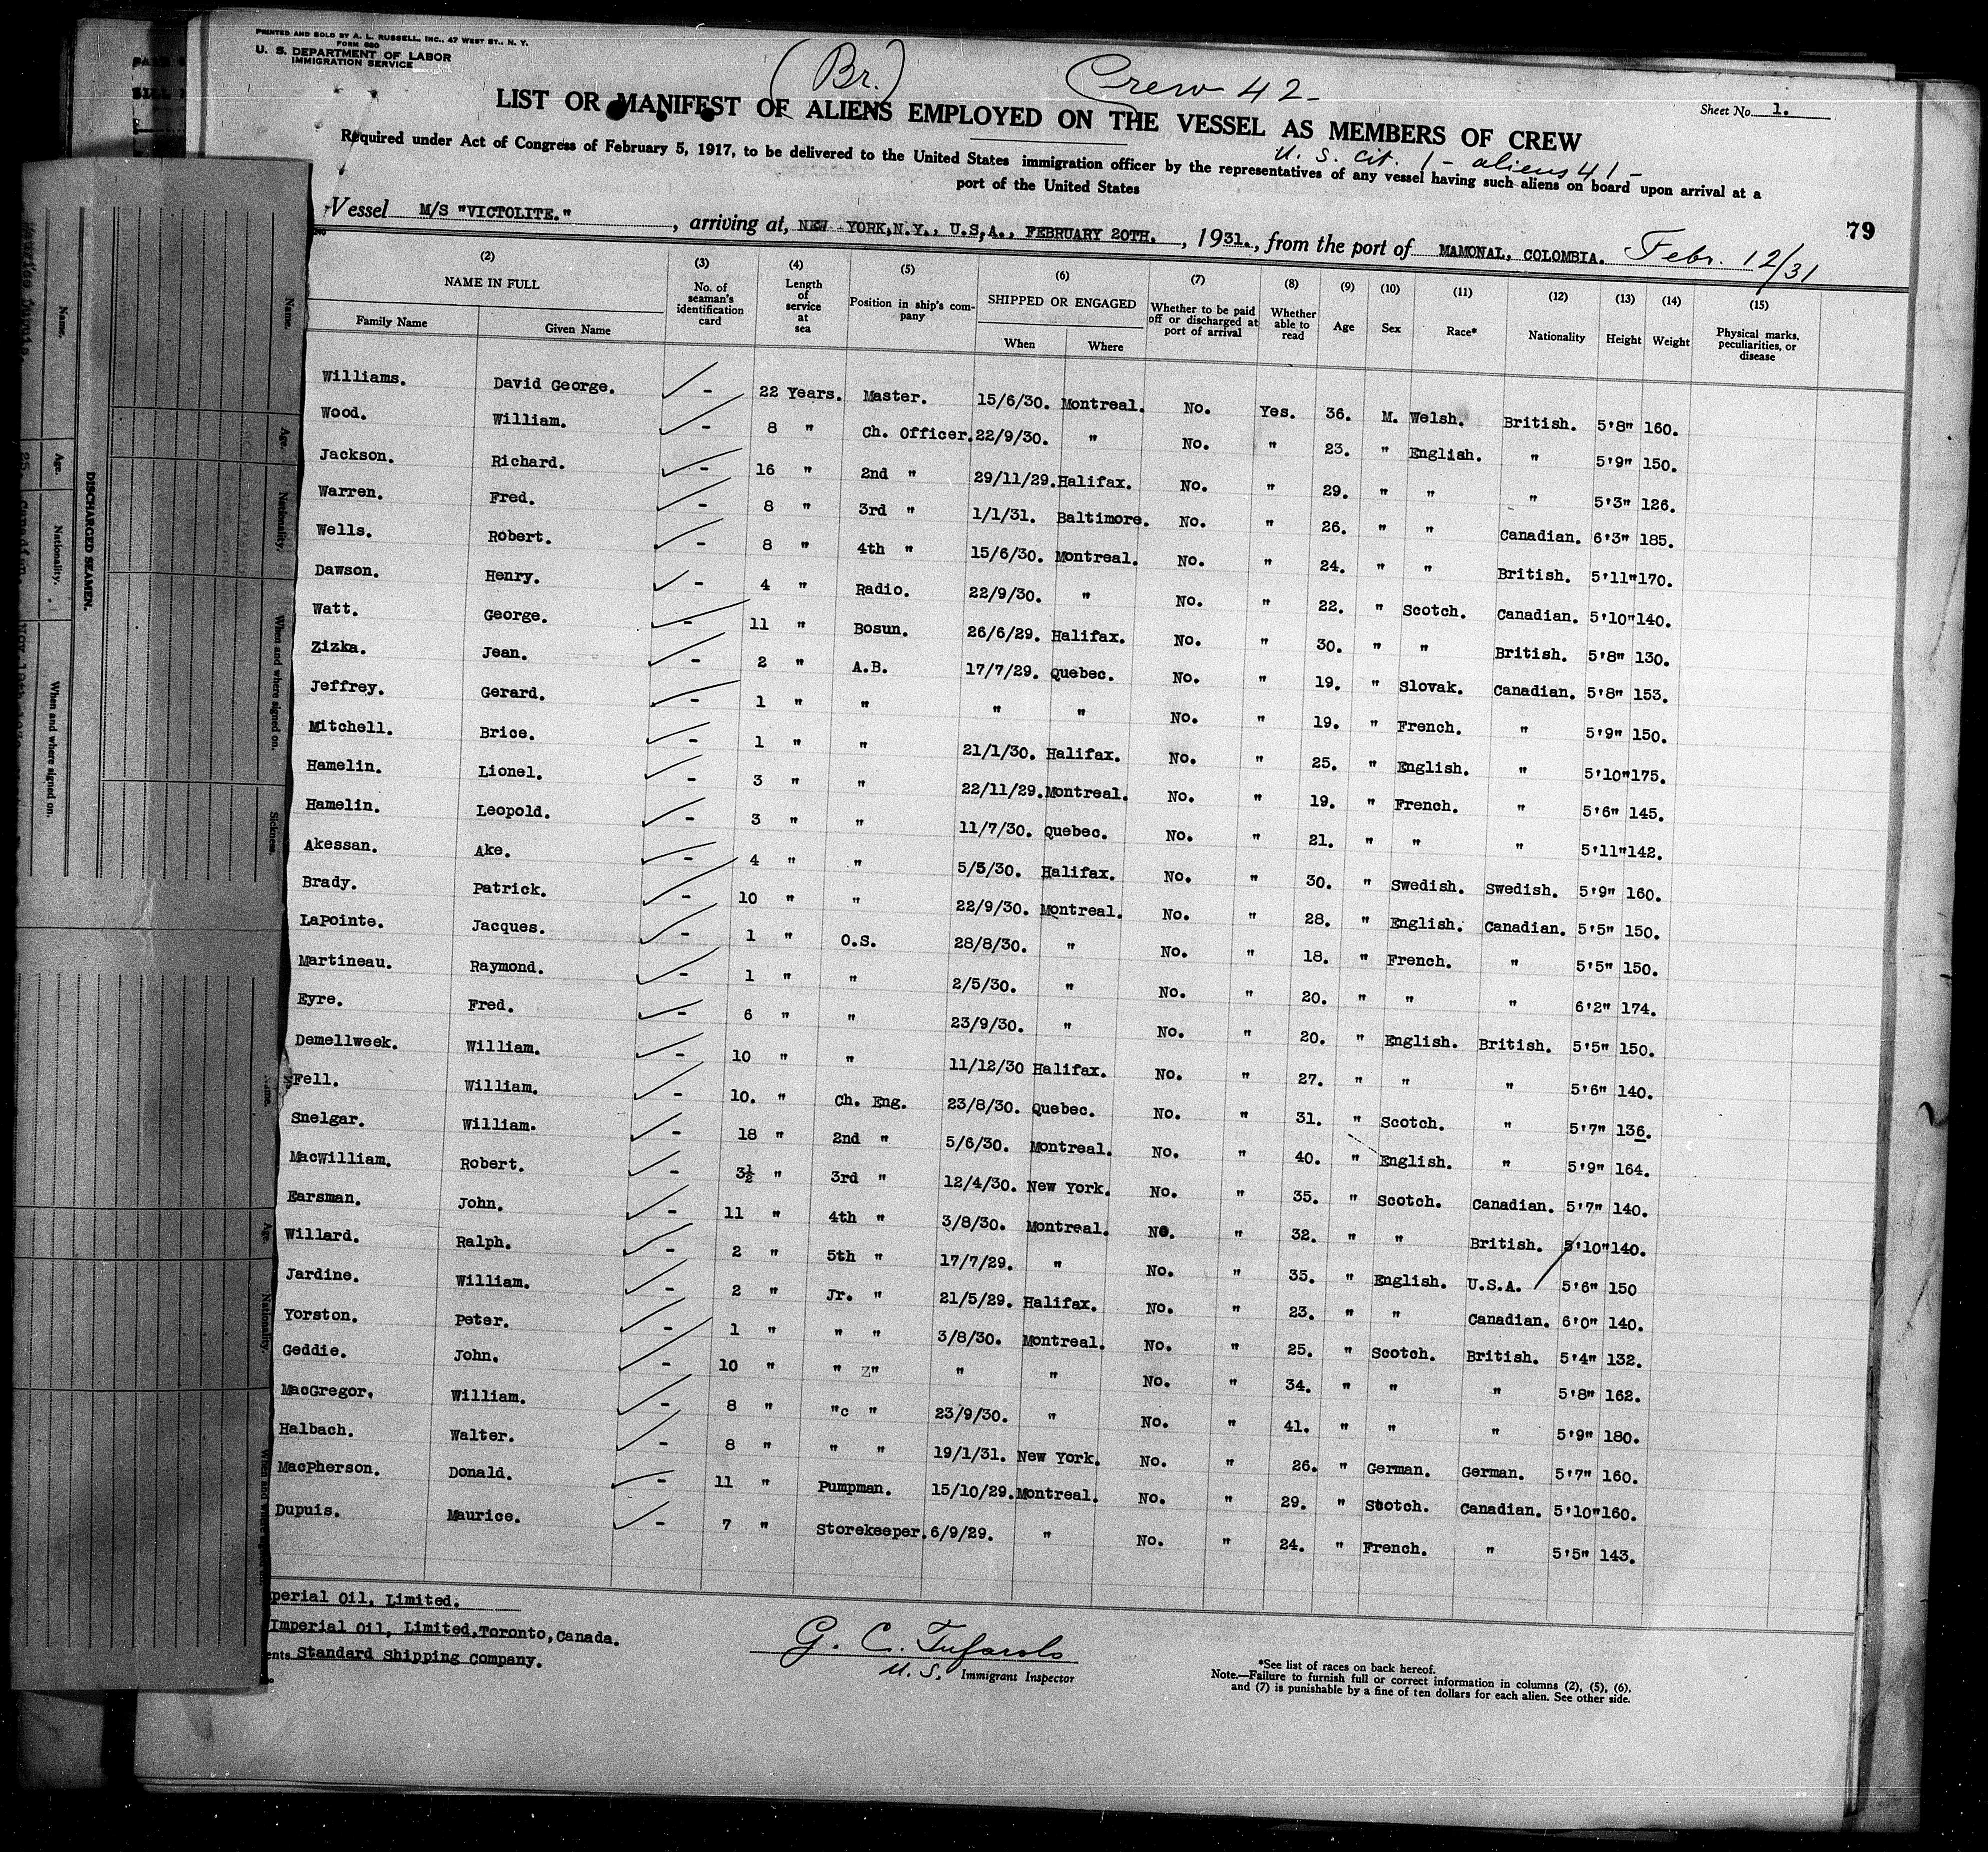 PRINTED AND SOLD BY A. L. RUSSELL, INC., 47 WEST ST., N. Y.
FORM 680
U. S. DEPARTMENT OF LABOR
IMMIGRATION SERVICE
(Br.) Crew 42-
Sheet No. 1.
LIST OR MANIFEST OF ALIENS EMPLOYED ON THE VESSEL AS MEMBERS OF CREW
U. S. cit. 1 - aliens 41 -
Required under Act of Congress of February 5, 1917, to be delivered to the United States immigration officer by the representatives of any vessel having such aliens on board upon arrival at a
port of the United States
79
Vessel M/S "VICTOLITE." , arriving at, NEW YORK,N.Y., U.S,A., FEBRUARY 20TH. , 1931., from the port of MAMONAL, COLOMBIA. Febr. 12/31
(2) (3) (4) (5) (6) (7) (8) (9) (10) (11) (12) (13) (14) (15)
NAME IN FULL No. of seaman's identification card Length of service at sea Position in ship's company SHIPPED OR ENGAGED Whether to be paid off or discharged at port of arrival Whether able to read Age Sex Race* Nationality Height Weight Physical marks, peculiarities, or disease
Family Name Given Name When Where
Williams. David George. - 22 Years. Master. 15/6/30. Montreal. No. Yes. 36. M. Welsh. British. 5'8" 160.
Wood. William. - 8 " Ch. Officer. 22/9/30. " No. " 23. " English. " 5'9" 150.
Jackson. Richard. - 16 " 2nd " 29/11/29. Halifax. No. " 29. " " " 5'3" 126.
Warren. Fred. - 8 " 3rd " 1/1/31. Baltimore. No. " 26. " " Canadian. 6'3" 185.
Wells. Robert. - 8 " 4th " 15/6/30. Montreal. No. " 24. " " British. 5'11" 170.
Dawson. Henry. - 4 " Radio. 22/9/30. " No. " 22. " Scotch. Canadian. 5'10" 140.
Watt. George. - 11 " Bosun. 26/6/29. Halifax. No. " 30. " " British. 5'8" 130.
Zizka. Jean. - 2 " A.B. 17/7/29. Quebec. No. " 19. " Slovak. Canadian. 5'8" 153.
Jeffrey. Gerard. - 1 " " " " No. " 19. " French. " 5'9" 150.
Mitchell. Brice. - 1 " " 21/1/30. Halifax. No. " 25. " English. " 5'10" 175.
Hamelin. Lionel. - 3 " " 22/11/29. Montreal. No. " 19. " French. " 5'6" 145.
Hamelin. Leopold. - 3 " " 11/7/30. Quebec. No. " 21. " " " 5'11" 142.
Akessan. Ake. - 4 " " 5/5/30. Halifax. No. " 30. " Swedish. Swedish. 5'9" 160.
Brady. Patrick. - 10 " " 22/9/30. Montreal. No. " 28. " English. Canadian. 5'5" 150.
LaPointe. Jacques. - 1 " O.S. 28/8/30. " No. " 18. " French. " 5'5" 150.
Martineau. Raymond. - 1 " " 2/5/30. " No. " 20. " " " 6'2" 174.
Eyre. Fred. - 6 " " 23/9/30. " No. " 20. " English. British. 5'5" 150.
Demellweek. William. - 10 " " 11/12/30 Halifax. No. " 27. " " " 5'6" 140.
Fell. William. - 10. " Ch. Eng. 23/8/30. Quebec. No. " 31. " Scotch. " 5'7" 136.
Snelgar. William. - 18 " 2nd " 5/6/30. Montreal. No. " 40. " English. " 5'9" 164.
MacWilliam. Robert. - 3½ " 3rd " 12/4/30. New York. No. " 35. " Scotch. Canadian. 5'7" 140.
Earsman. John. - 11 " 4th " 3/8/30. Montreal. No. " 32. " " British. 5'10" 140.
Willard. Ralph. - 2 " 5th " 17/7/29. " No. " 35. " English. U.S.A. 5'6" 150
Jardine. William. - 2 " Jr. " 21/5/29. Halifax. No. " 23. " " Canadian. 6'0" 140.
Yorston. Peter. - 1 " " " 3/8/30. Montreal. No. " 25. " Scotch. British. 5'4" 132.
Geddie. John. - 10 " " Z" " " No. " 34. " " " 5'8" 162.
MacGregor. William. - 8 " "c " 23/9/30. " No. " 41. " " " 5'9" 180.
Halbach. Walter. - 8 " " " 19/1/31. New York. No. " 26. " German. German. 5'7" 160.
MacPherson. Donald. - 11 " Pumpman. 15/10/29. Montreal. No. " 29. " Scotch. Canadian. 5'10" 160.
Dupuis. Maurice. - 7 " Storekeeper. 6/9/29. " No. " 24. " French. " 5'5" 143.
perial Oil, Limited.
Imperial Oil, Limited,Toronto,Canada.
ents Standard Shipping Company.
G. C. Tufarolo
U. S. Immigrant Inspector
*See list of races on back hereof.
Note.—Failure to furnish full or correct information in columns (2), (5), (6),
and (7) is punishable by a fine of ten dollars for each alien. See other side.
DISCHARGED SEAMEN.
Name. Age. Nationality. When and where signed on.
Name. Age. Nationality. When and where signed on. Sickness.
Age. Nationality.